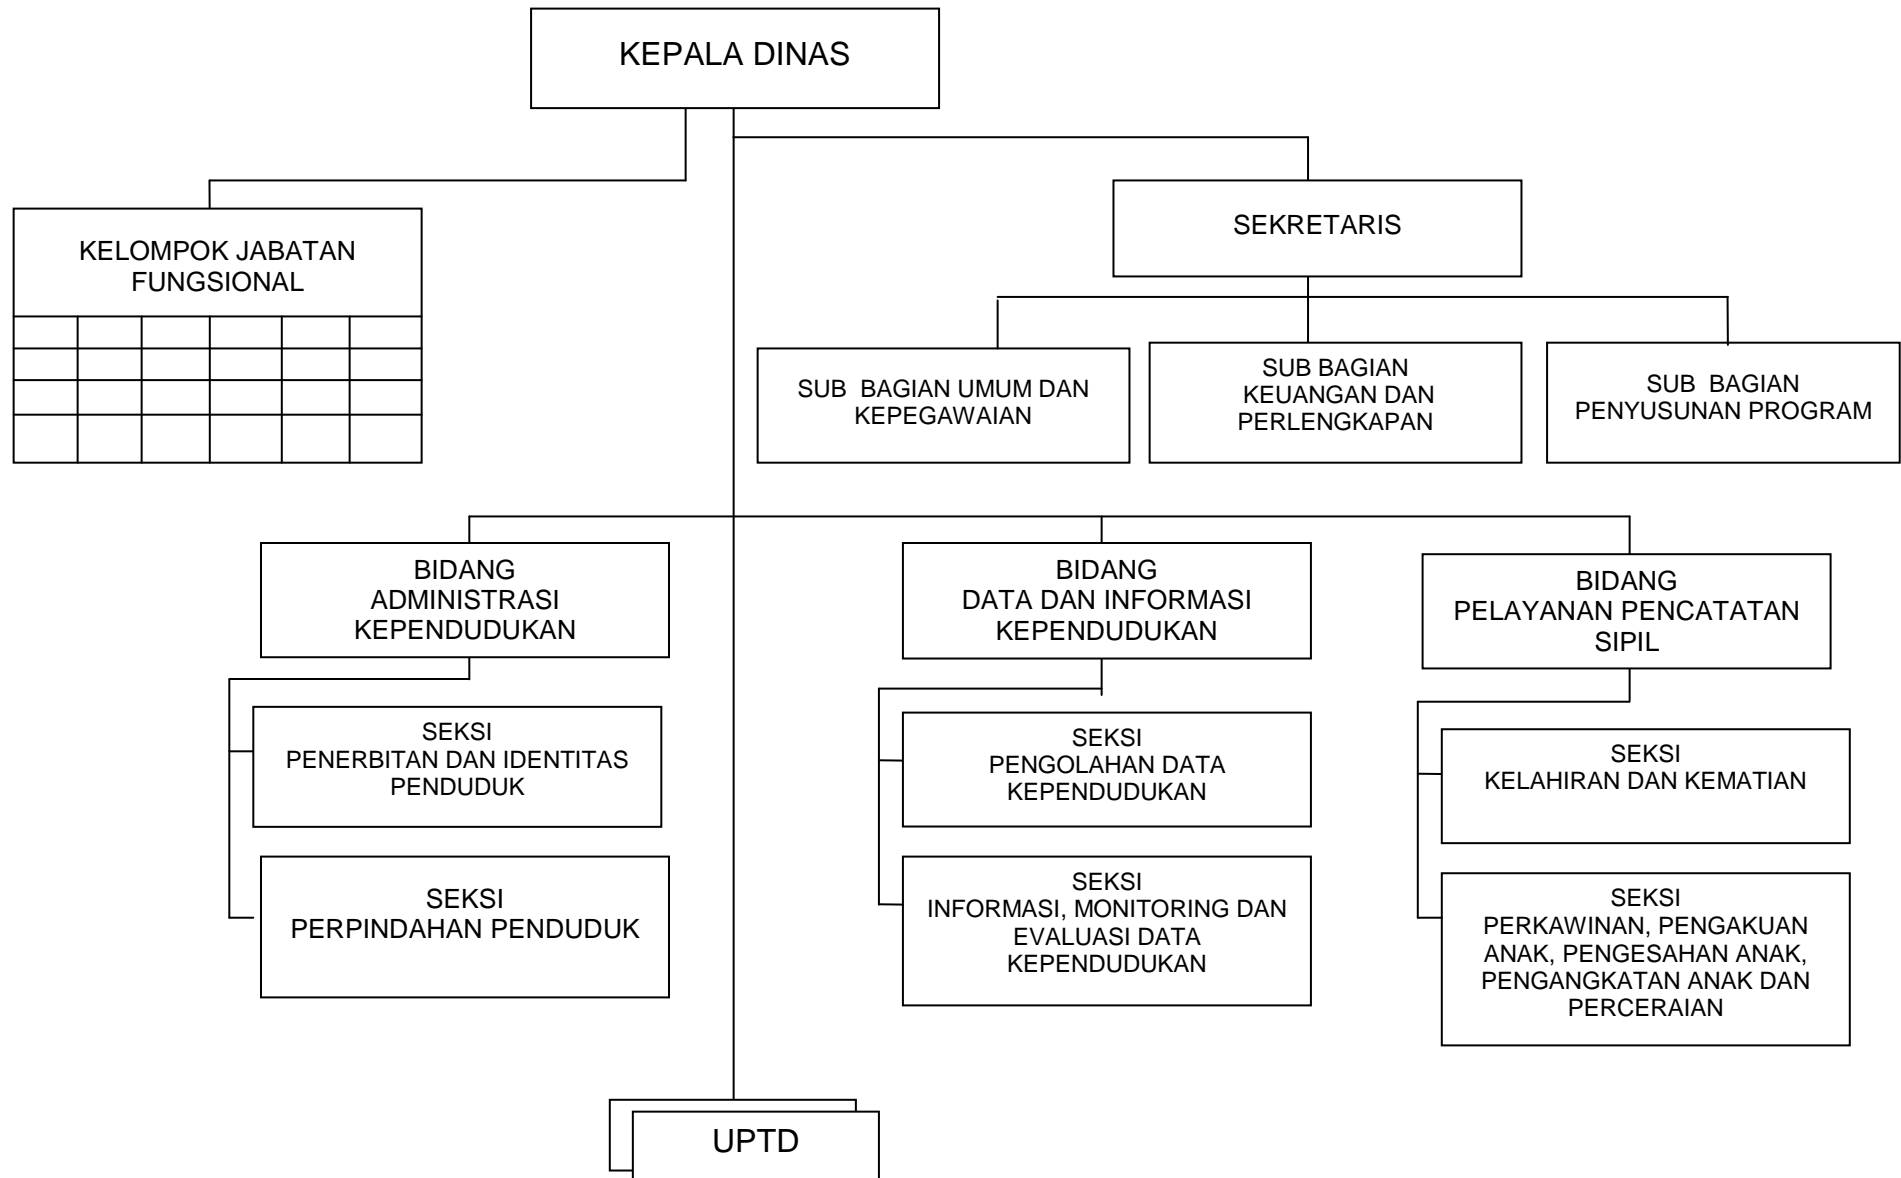 KEPALA DINAS
KELOMPOK JABATAN
FUNGSIONAL
SEKRETARIS
SUB BAGIAN UMUM DAN
KEPEGAWAIAN
SUB BAGIAN
KEUANGAN DAN
PERLENGKAPAN
SUB BAGIAN
PENYUSUNAN PROGRAM
BIDANG
ADMINISTRASI
KEPENDUDUKAN
BIDANG
DATA DAN INFORMASI
KEPENDUDUKAN
BIDANG
PELAYANAN PENCATATAN
SIPIL
SEKSI
PENERBITAN DAN IDENTITAS
PENDUDUK
SEKSI
PENGOLAHAN DATA
KEPENDUDUKAN
SEKSI
KELAHIRAN DAN KEMATIAN
SEKSI
PERPINDAHAN PENDUDUK
SEKSI
INFORMASI, MONITORING DAN
EVALUASI DATA
KEPENDUDUKAN
SEKSI
PERKAWINAN, PENGAKUAN
ANAK, PENGESAHAN ANAK,
PENGANGKATAN ANAK DAN
PERCERAIAN
UPTD